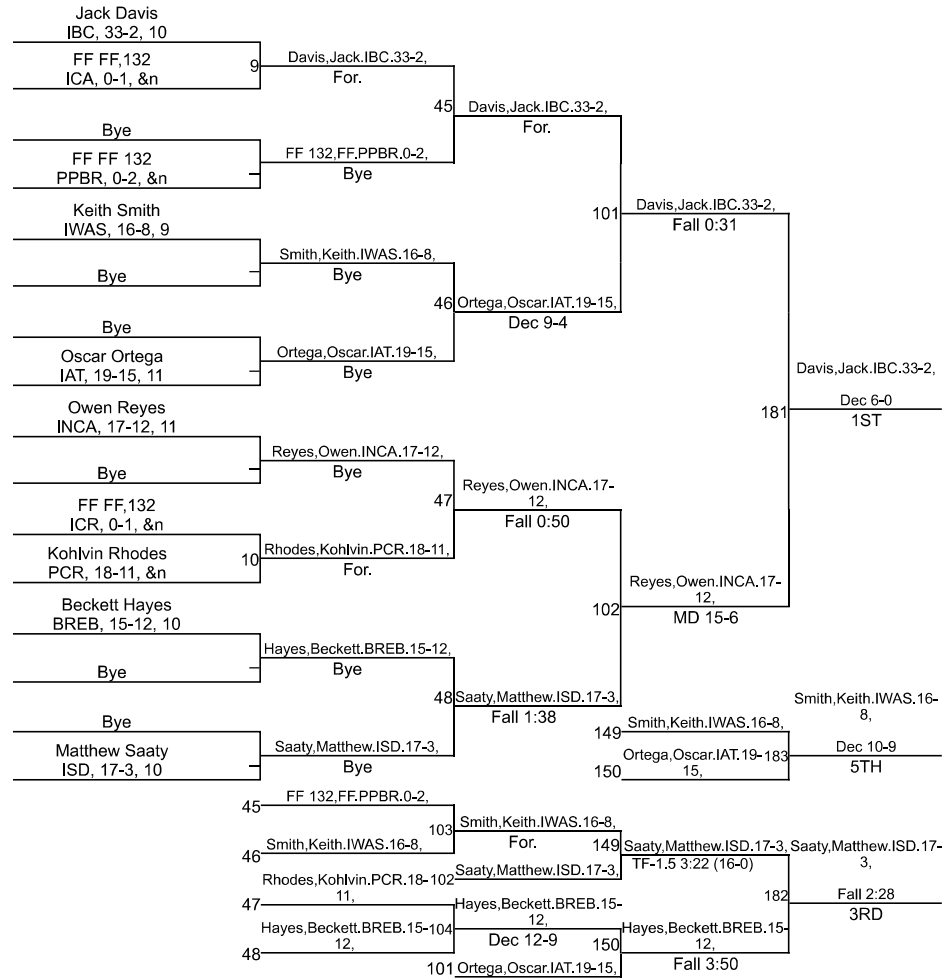 Jack Davis
IBC, 33-2, 10
FF FF,132
ICA, 0-1, &n
9
Davis,Jack.IBC.33-2,
For.
45
Davis,Jack.IBC.33-2,
For.
Bye
FF FF 132
PPBR, 0-2, &n
FF 132,FF.PPBR.0-2,
Bye
Keith Smith
IWAS, 16-8, 9
Bye
Smith,Keith.IWAS.16-8,
Bye
101
Davis,Jack.IBC.33-2,
Fall 0:31
46
Ortega,Oscar.IAT.19-15,
Dec 9-4
Bye
Oscar Ortega
IAT, 19-15, 11
Ortega,Oscar.IAT.19-15,
Bye
181
Davis,Jack.IBC.33-2,
Dec 6-0
1ST
Owen Reyes
INCA, 17-12, 11
Bye
Reyes,Owen.INCA.17-12,
Bye
47
Reyes,Owen.INCA.17-
12,
Fall 0:50
FF FF,132
ICR, 0-1, &n
Kohlvin Rhodes
PCR, 18-11, &n
10
Rhodes,Kohlvin.PCR.18-11,
For.
102
Reyes,Owen.INCA.17-
12,
MD 15-6
Beckett Hayes
BREB, 15-12, 10
Bye
Hayes,Beckett.BREB.15-12,
Bye
48
Saaty,Matthew.ISD.17-3,
Fall 1:38
Bye
Matthew Saaty
ISD, 17-3, 10
Saaty,Matthew.ISD.17-3,
Bye
149
Smith,Keith.IWAS.16-8,
150
Ortega,Oscar.IAT.19-
15,
183
Smith,Keith.IWAS.16-
8,
Dec 10-9
5TH
45
FF 132,FF.PPBR.0-2,
46
Smith,Keith.IWAS.16-8,
103
Smith,Keith.IWAS.16-8,
For.
102
Saaty,Matthew.ISD.17-3,
149
Saaty,Matthew.ISD.17-3,
TF-1.5 3:22 (16-0)
47
Rhodes,Kohlvin.PCR.18-
11,
48
Hayes,Beckett.BREB.15-
12,
104
Hayes,Beckett.BREB.15-
12,
Dec 12-9
101
Ortega,Oscar.IAT.19-15,
150
Hayes,Beckett.BREB.15-
12,
Fall 3:50
182
Saaty,Matthew.ISD.17-
3,
Fall 2:28
3RD